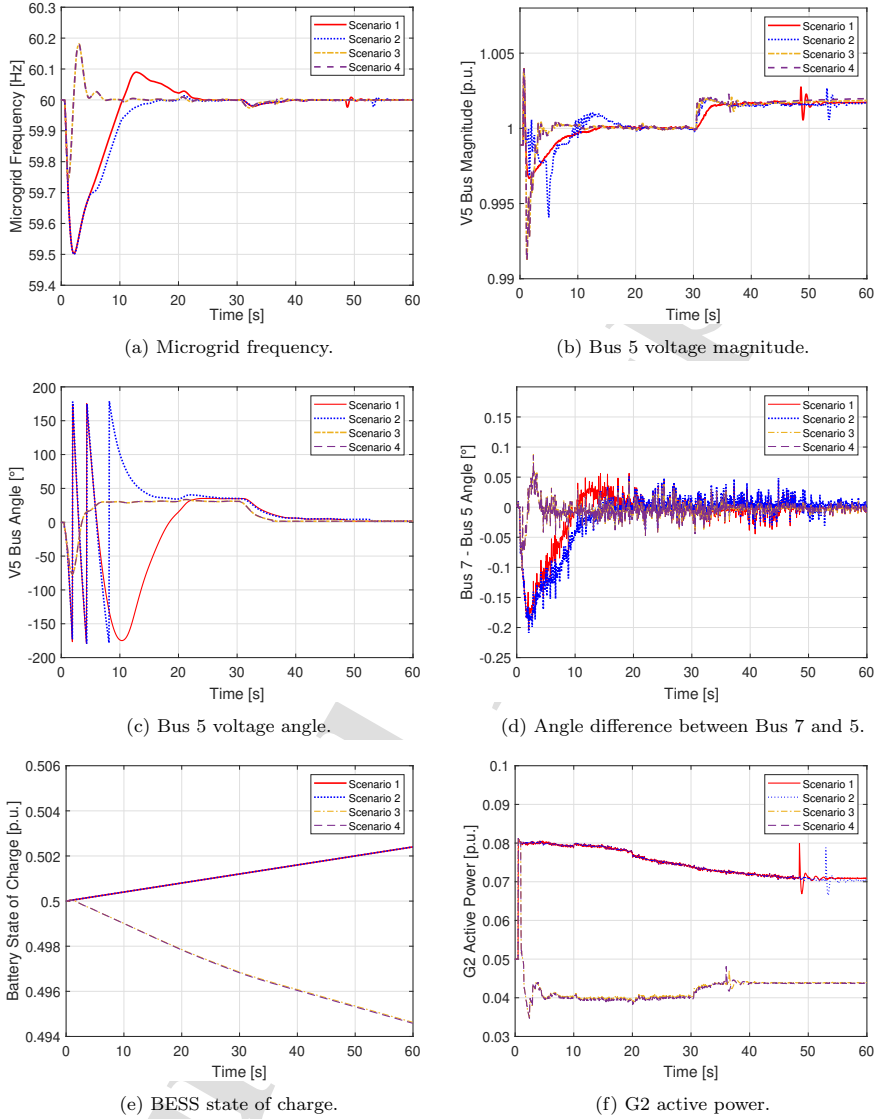 60.3
60.2
60.1
60
59.9
59.8
59.7
59.6
59.5
59.4
Microgrid Frequency [Hz]
0 10 20 30 40 50 60
Time [s]
Scenario 1
Scenario 2
Scenario 3
Scenario 4
(a) Microgrid frequency.
1.005
1
0.995
0.99
V5 Bus Magnitude [p.u.]
0 10 20 30 40 50 60
Time [s]
Scenario 1
Scenario 2
Scenario 3
Scenario 4
(b) Bus 5 voltage magnitude.
200
150
100
50
0
-50
-100
-150
-200
V5 Bus Angle [°]
0 10 20 30 40 50 60
Time [s]
Scenario 1
Scenario 2
Scenario 3
Scenario 4
(c) Bus 5 voltage angle.
0.15
0.1
0.05
0
-0.05
-0.1
-0.15
-0.2
-0.25
0.20
Bus 7 - Bus 5 Angle [°]
0 10 20 30 40 50 60
Time [s]
Scenario 1
Scenario 2
Scenario 3
Scenario 4
(d) Angle difference between Bus 7 and 5.
0.506
0.504
0.502
0.5
0.498
0.496
0.494
Battery State of Charge [p.u.]
0 10 20 30 40 50 60
Time [s]
Scenario 1
Scenario 2
Scenario 3
Scenario 4
(e) BESS state of charge.
0.1
0.09
0.08
0.07
0.06
0.05
0.04
0.03
G2 Active Power [p.u.]
0 10 20 30 40 50 60
Time [s]
Scenario 1
Scenario 2
Scenario 3
Scenario 4
(f) G2 active power.